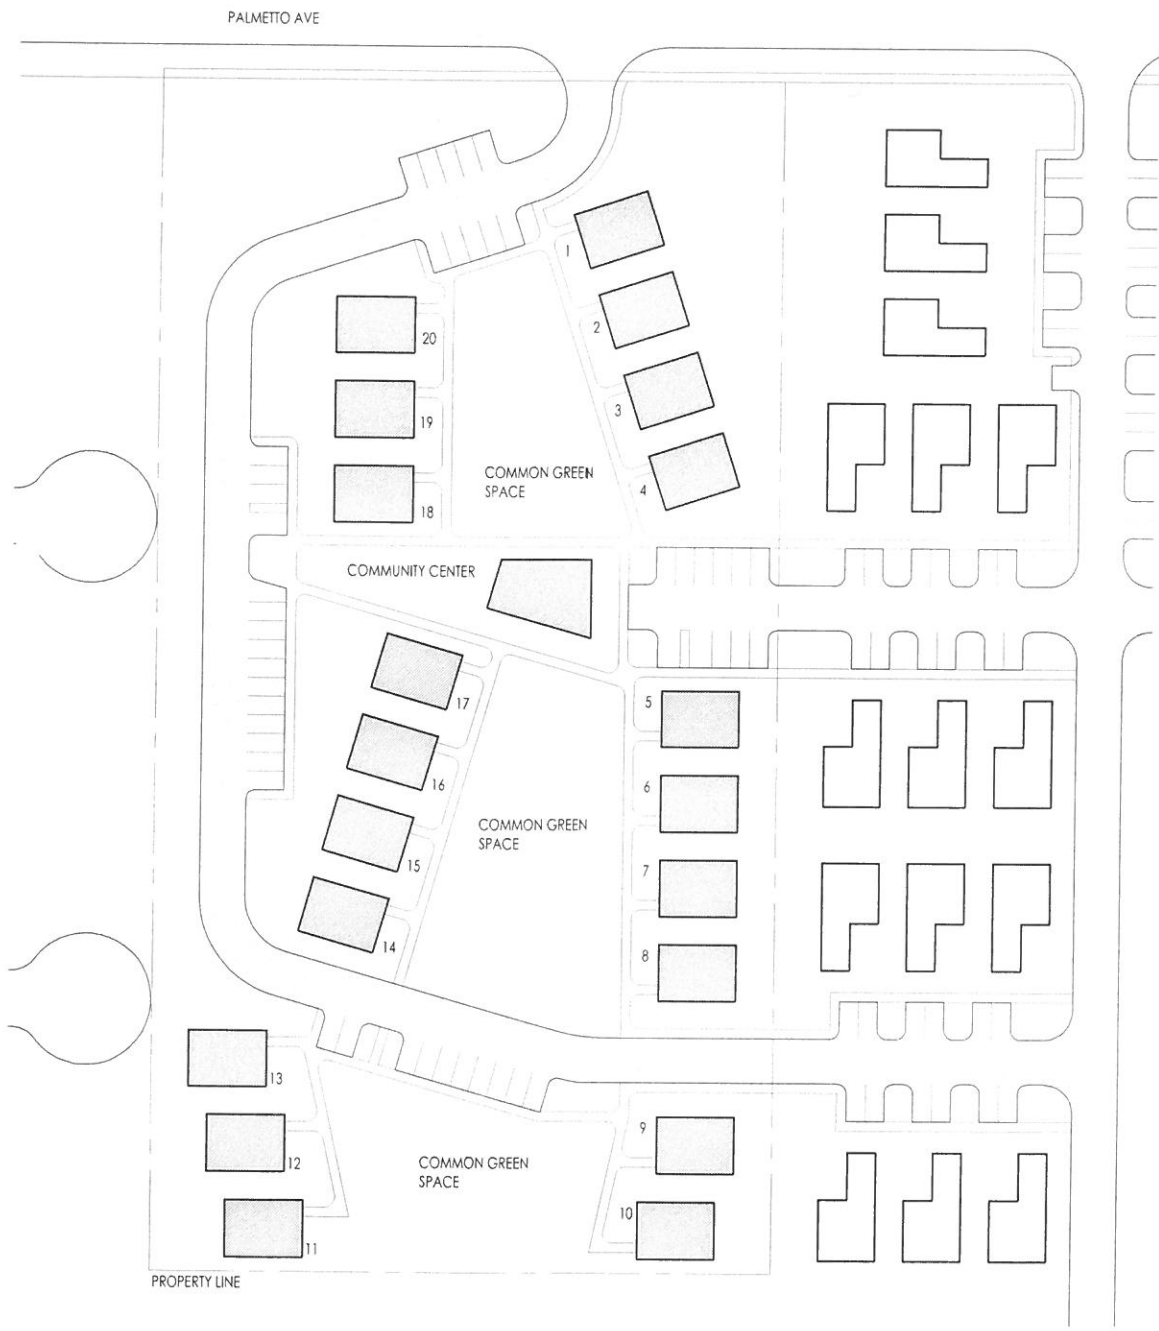 PALMETTO AVE
1
2
20
3
19
COMMON GREEN
SPACE
4
18
COMMUNITY CENTER
17
5
16
6
COMMON GREEN
SPACE
15
7
14
8
13
9
12
COMMON GREEN
SPACE
10
11
PROPERTY LINE